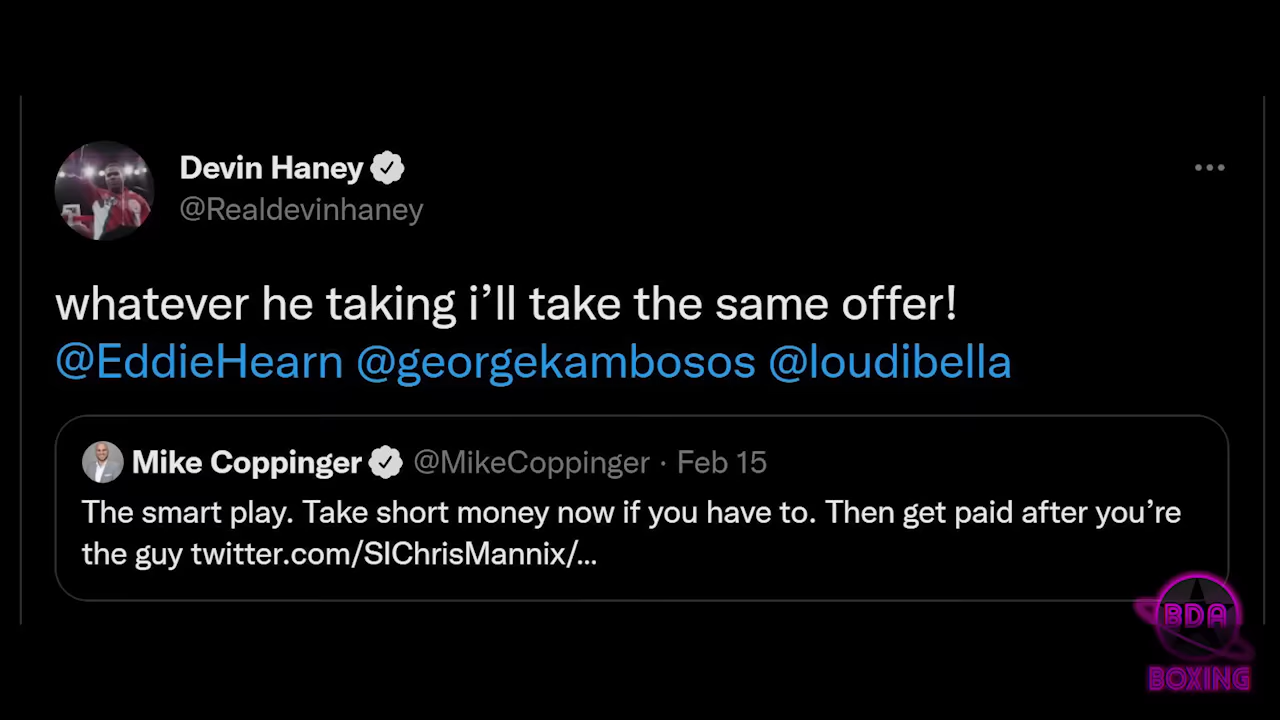 Devin Haney
@Realdevinhaney
whatever he taking i’ll take the same offer!
@EddieHearn @georgekambosos @loudibella
Mike Coppinger @MikeCoppinger · Feb 15
The smart play. Take short money now if you have to. Then get paid after you’re
the guy twitter.com/SIChrisMannix/...
BDA
BOXING